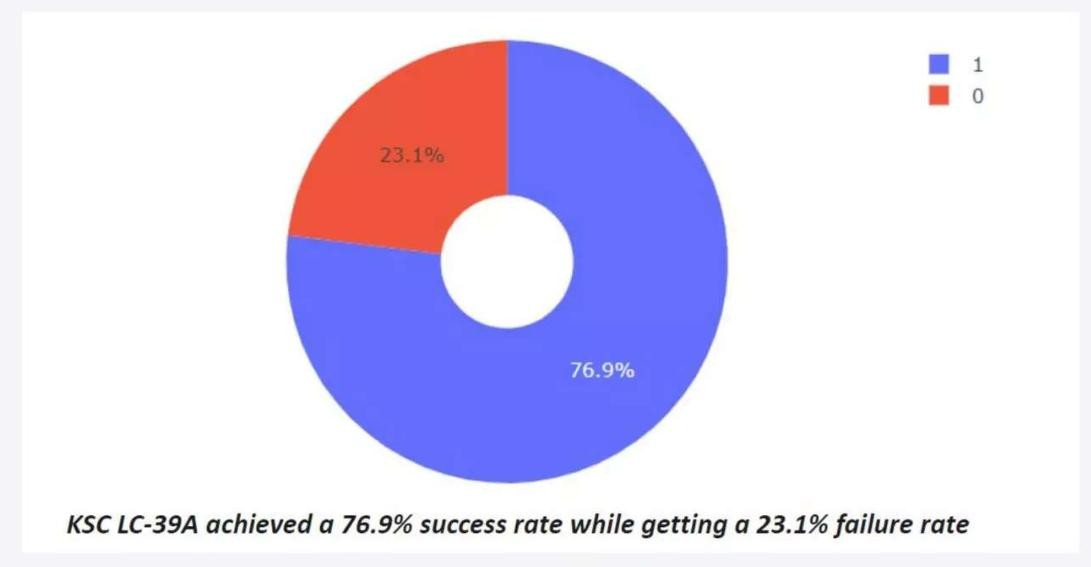 1
0
23.1%
76.9%
KSC LC-39A achieved a 76.9% success rate while getting a 23.1% failure rate